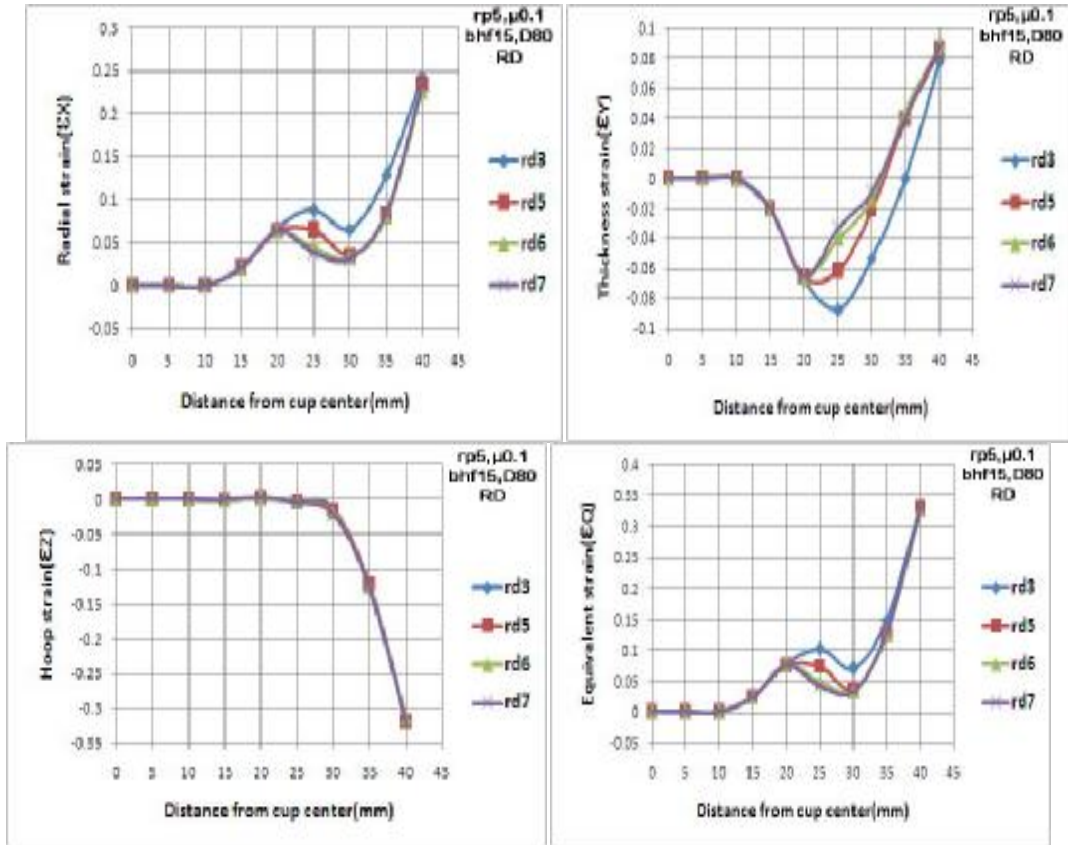 rp5,µ0.1
bhf15,D80
RD
0.3
0.25
0.2
0.15
0.1
0.05
0
-0.05
Radial strain(ƐX)
0 5 10 15 20 25 30 35 40 45
Distance from cup center(mm)
rd3
rd5
rd6
rd7
rp5,µ0.1
bhf15,D80
RD
0.1
0.08
0.06
0.04
0.02
0
-0.02
-0.04
-0.06
-0.08
-0.1
Thickness strain(ƐY)
0 5 10 15 20 25 30 35 40 45
Distance from cup center(mm)
rd3
rd5
rd6
rd7
rp5,µ0.1
bhf15,D80
RD
0.05
0
-0.05
-0.1
-0.15
-0.2
-0.25
-0.3
-0.35
Hoop strain(ƐZ)
0 5 10 15 20 25 30 35 40 45
Distance from cup center(mm)
rd3
rd5
rd6
rd7
rp5,µ0.1
bhf15,D80
RD
0.4
0.35
0.3
0.25
0.2
0.15
0.1
0.05
0
-0.05
Equivalent strain(ƐQ)
0 5 10 15 20 25 30 35 40 45
Distance from cup center(mm)
rd3
rd5
rd6
rd7